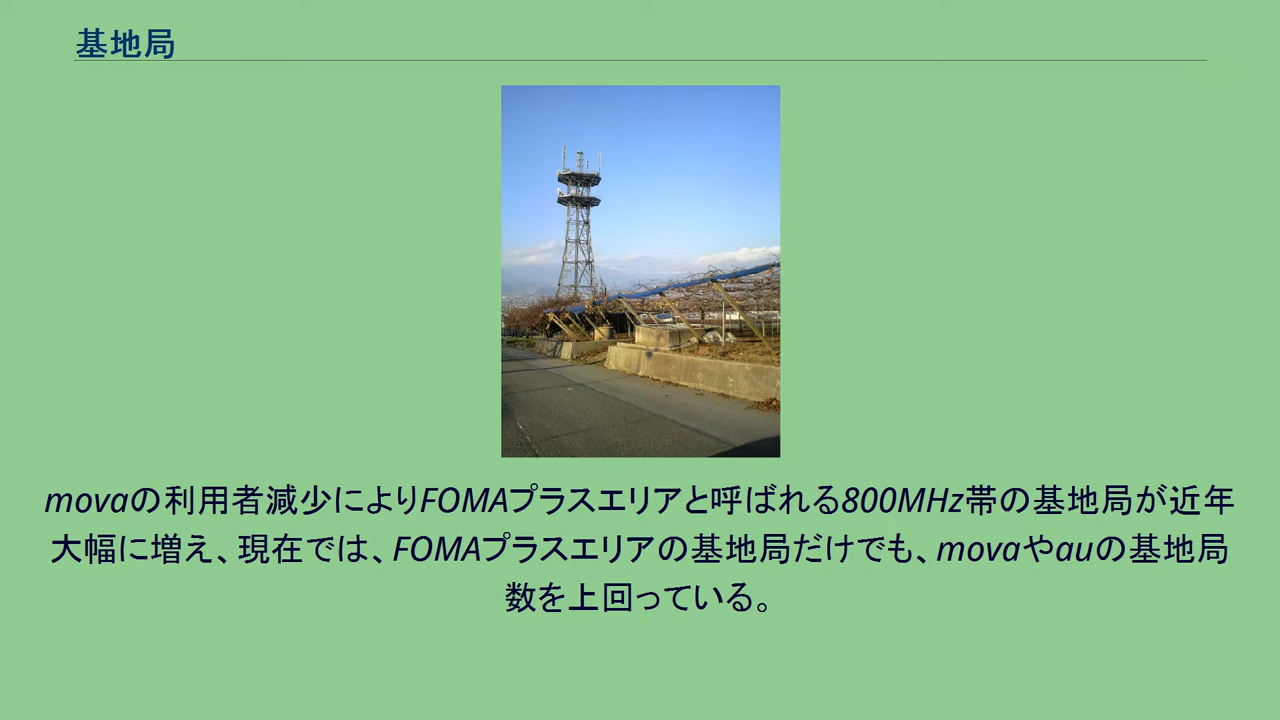 基地局
movaの利用者減少によりFOMAプラスエリアと呼ばれる800MHz帯の基地局が近年
大幅に増え、現在では、FOMAプラスエリアの基地局だけでも、movaやauの基地局
数を上回っている。